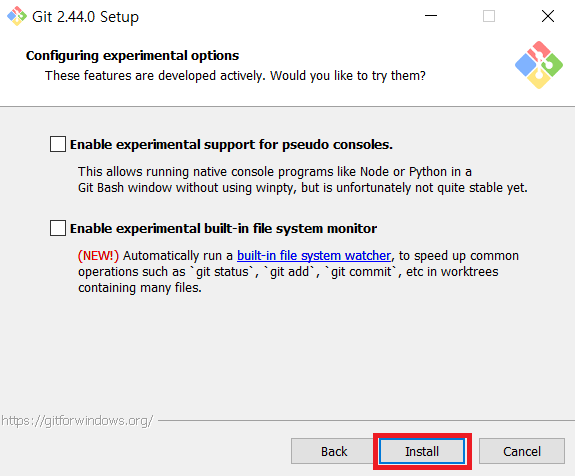 Git 2.44.0 Setup
Configuring experimental options
These features are developed actively. Would you like to try them?
Enable experimental support for pseudo consoles.
This allows running native console programs like Node or Python in a
Git Bash window without using winpty, but is unfortunately not quite stable yet.
Enable experimental built-in file system monitor
(NEW!) Automatically run a built-in file system watcher, to speed up common
operations such as `git status`, `git add`, `git commit`, etc in worktrees
containing many files.
https://gitforwindows.org/
Back Install Cancel